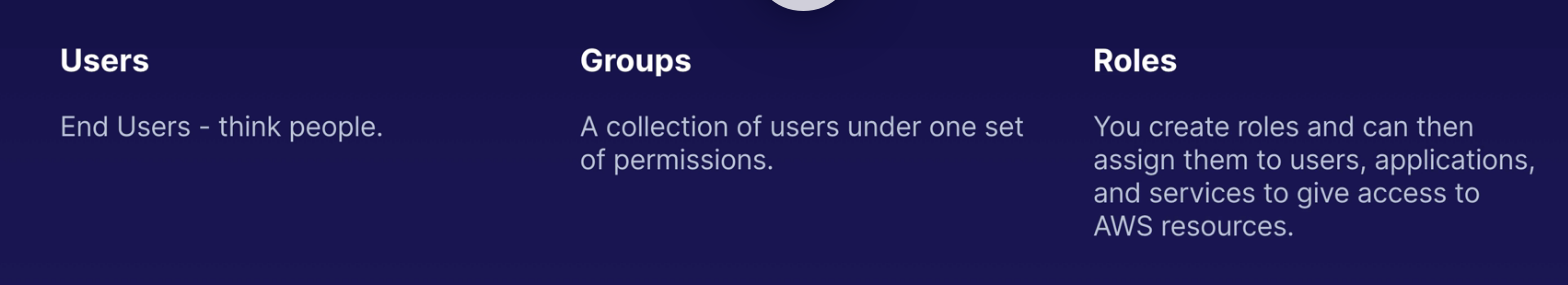 Users
End Users - think people.
Groups
A collection of users under one set
of permissions.
Roles
You create roles and can then
assign them to users, applications,
and services to give access to
AWS resources.